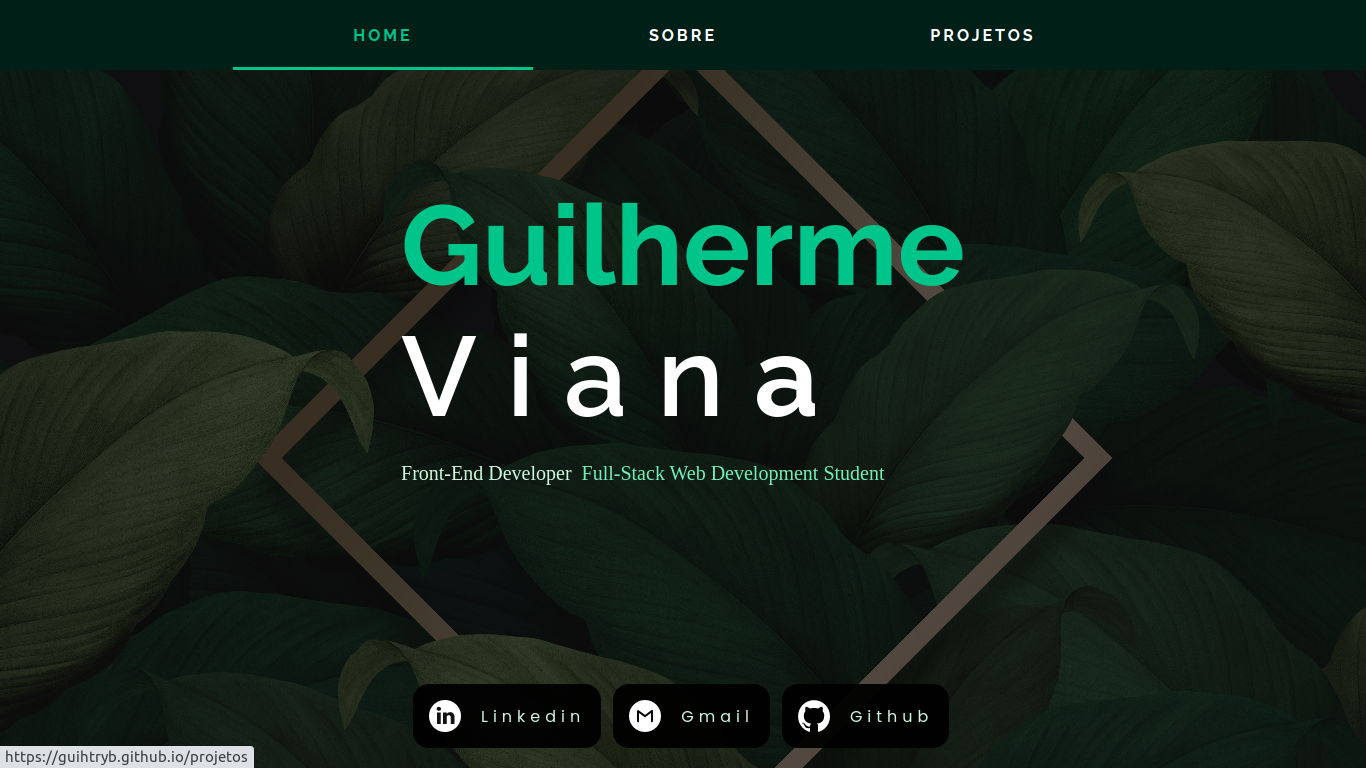 HOME SOBRE PROJETOS
Guilherme
Viana
Front-End Developer Full-Stack Web Development Student
Linkedin Gmail Github
https://guihtryb.github.io/projetos